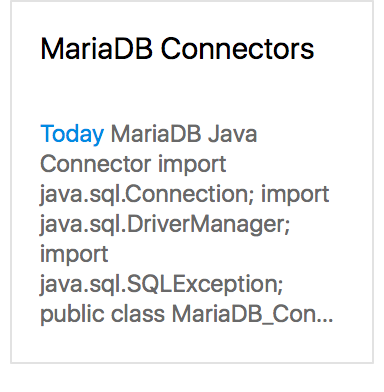 MariaDB Connectors
Today MariaDB Java
Connector import
java.sql.Connection; import
java.sql.DriverManager;
import
java.sql.SQLException;
public class MariaDB_Con...